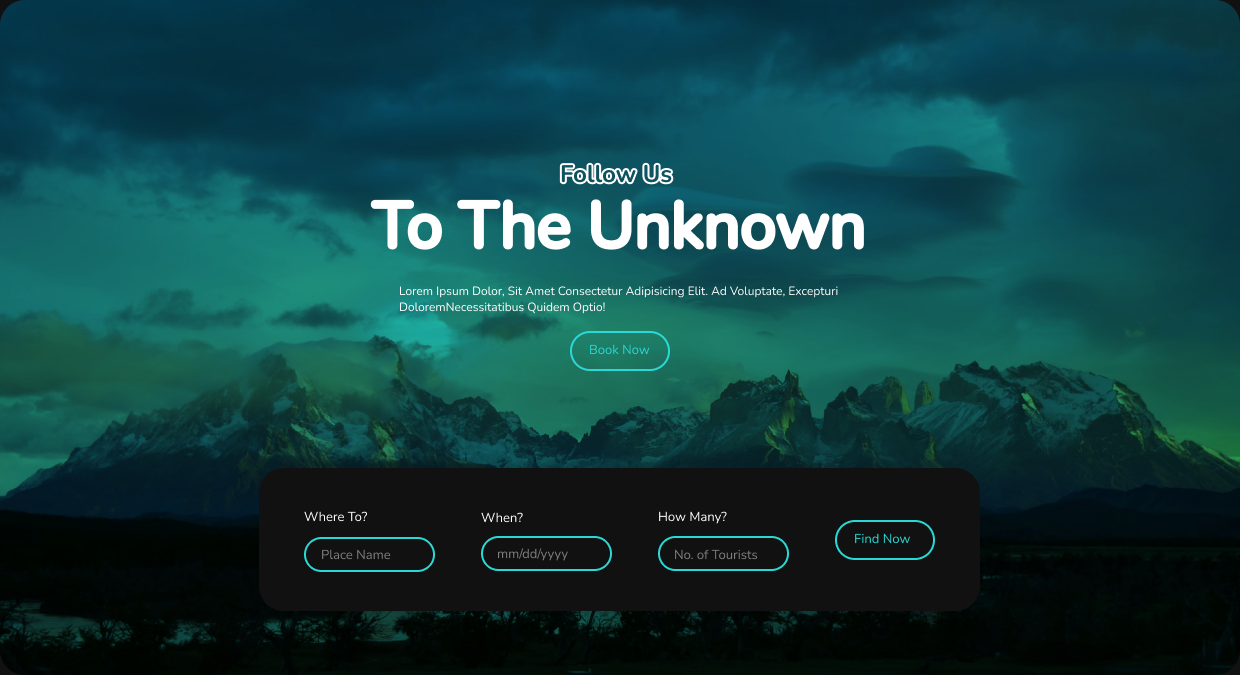 Follow Us
To The Unknown
Lorem Ipsum Dolor, Sit Amet Consectetur Adipisicing Elit. Ad Voluptate, Excepturi
DoloremNecessitatibus Quidem Optio!
Book Now
Where To?
When?
How Many?
Place Name
mm/dd/yyyy
No. of Tourists
Find Now